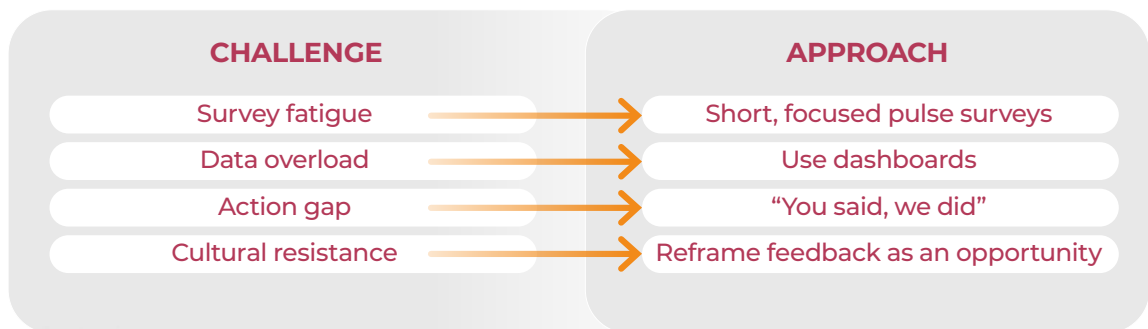 CHALLENGE
APPROACH
Survey fatigue
Short, focused pulse surveys
Data overload
Use dashboards
Action gap
“You said, we did”
Cultural resistance
Reframe feedback as an opportunity